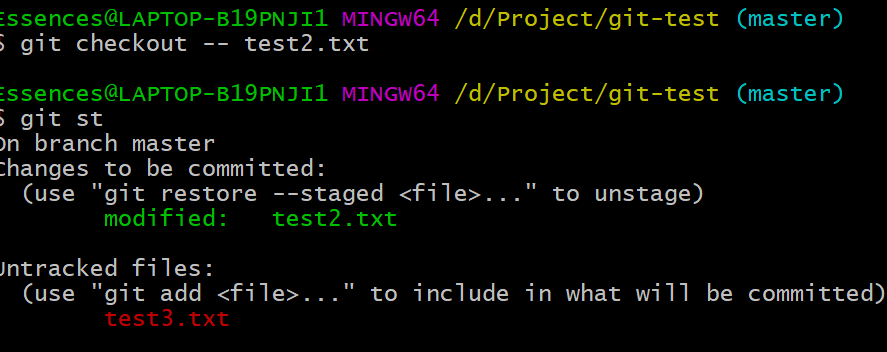 Essences@LAPTOP-B19PNJI1 MINGW64 /d/Project/git-test (master)
$ git checkout -- test2.txt
Essences@LAPTOP-B19PNJI1 MINGW64 /d/Project/git-test (master)
$ git st
On branch master
Changes to be committed:
  (use "git restore --staged <file>..." to unstage)
        modified:   test2.txt
Untracked files:
  (use "git add <file>..." to include in what will be committed)
        test3.txt